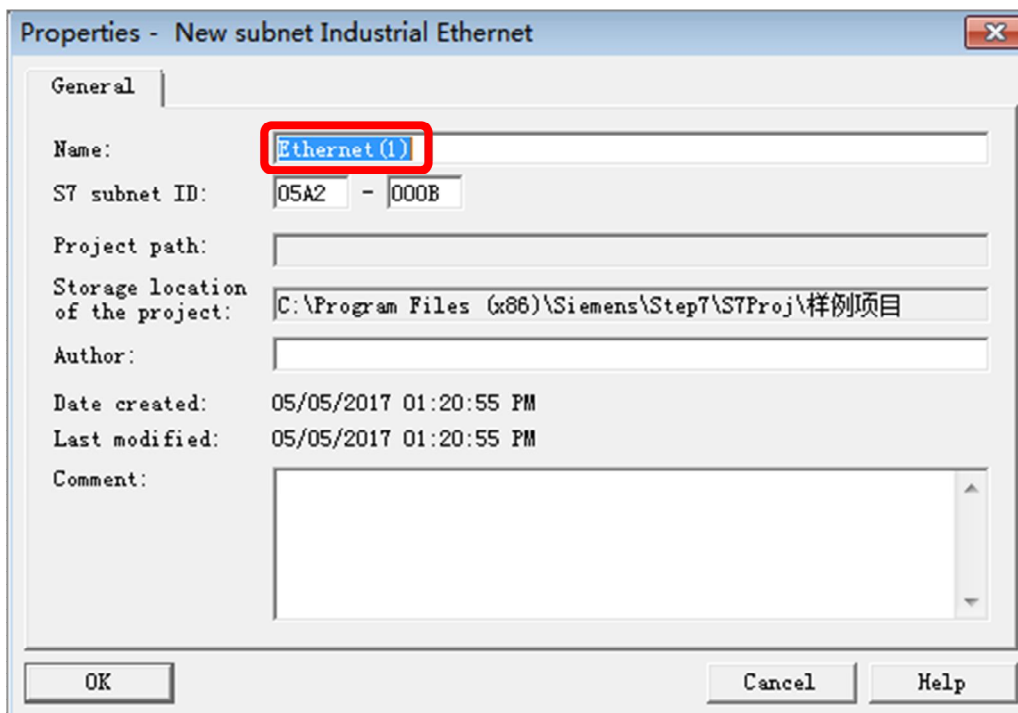 Properties - New subnet Industrial Ethernet
General
Name: Ethernet(1)
S7 subnet ID: 05A2 - 000B
Project path:
Storage location
of the project: C:\Program Files (x86)\Siemens\Step7\S7Proj\样例项目
Author:
Date created: 05/05/2017 01:20:55 PM
Last modified: 05/05/2017 01:20:55 PM
Comment:
OK Cancel Help